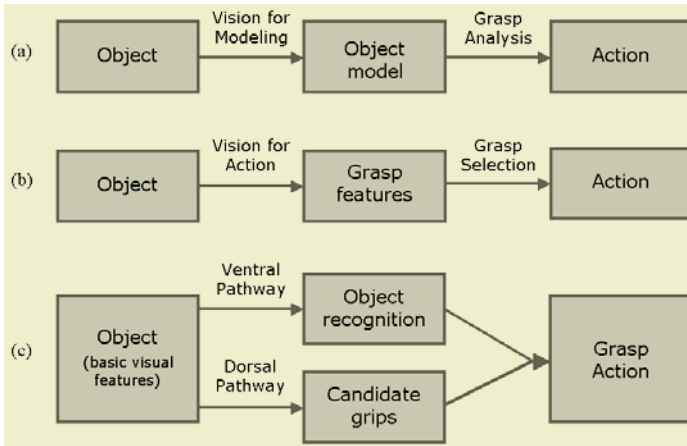 (a)
Object
Vision for
Modeling
Object
model
Grasp
Analysis
Action
(b)
Object
Vision for
Action
Grasp
features
Grasp
Selection
Action
(c)
Object
(basic visual
features)
Ventral
Pathway
Object
recognition
Dorsal
Pathway
Candidate
grips
Grasp
Action